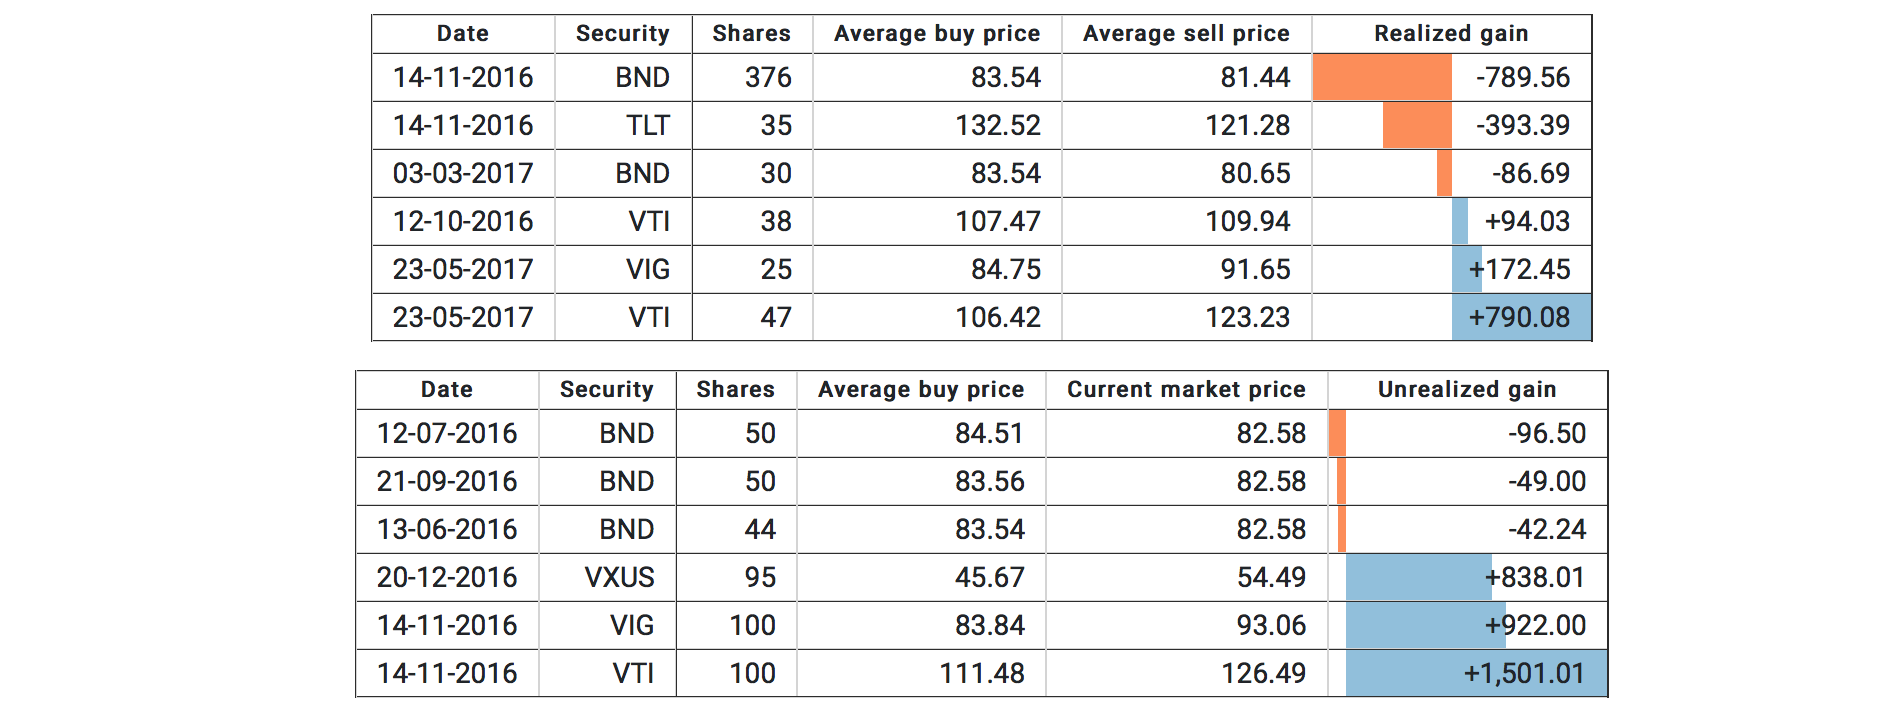 Date Security Shares Average buy price Average sell price Realized gain
14-11-2016 BND 376 83.54 81.44 -789.56
14-11-2016 TLT 35 132.52 121.28 -393.39
03-03-2017 BND 30 83.54 80.65 -86.69
12-10-2016 VTI 38 107.47 109.94 +94.03
23-05-2017 VIG 25 84.75 91.65 +172.45
23-05-2017 VTI 47 106.42 123.23 +790.08
Date Security Shares Average buy price Current market price Unrealized gain
12-07-2016 BND 50 84.51 82.58 -96.50
21-09-2016 BND 50 83.56 82.58 -49.00
13-06-2016 BND 44 83.54 82.58 -42.24
20-12-2016 VXUS 95 45.67 54.49 +838.01
14-11-2016 VIG 100 83.84 93.06 +922.00
14-11-2016 VTI 100 111.48 126.49 +1,501.01